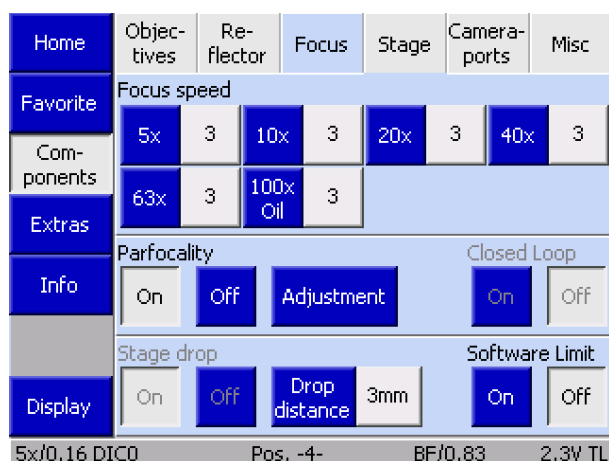 Home
Objec-
tives
Re-
flector
Focus
Stage
Camera-
ports
Misc
Favorite
Com-
ponents
Extras
Info
Display
Focus speed
5x 3 10x 3 20x 3 40x 3
63x 3 100x
Oil 3
Parfocality
Closed Loop
On Off Adjustment On Off
Stage drop
Software Limit
On Off Drop
distance 3mm On Off
5x/0.16 DIC0 Pos. -4- BF/0.83 2.3V TL